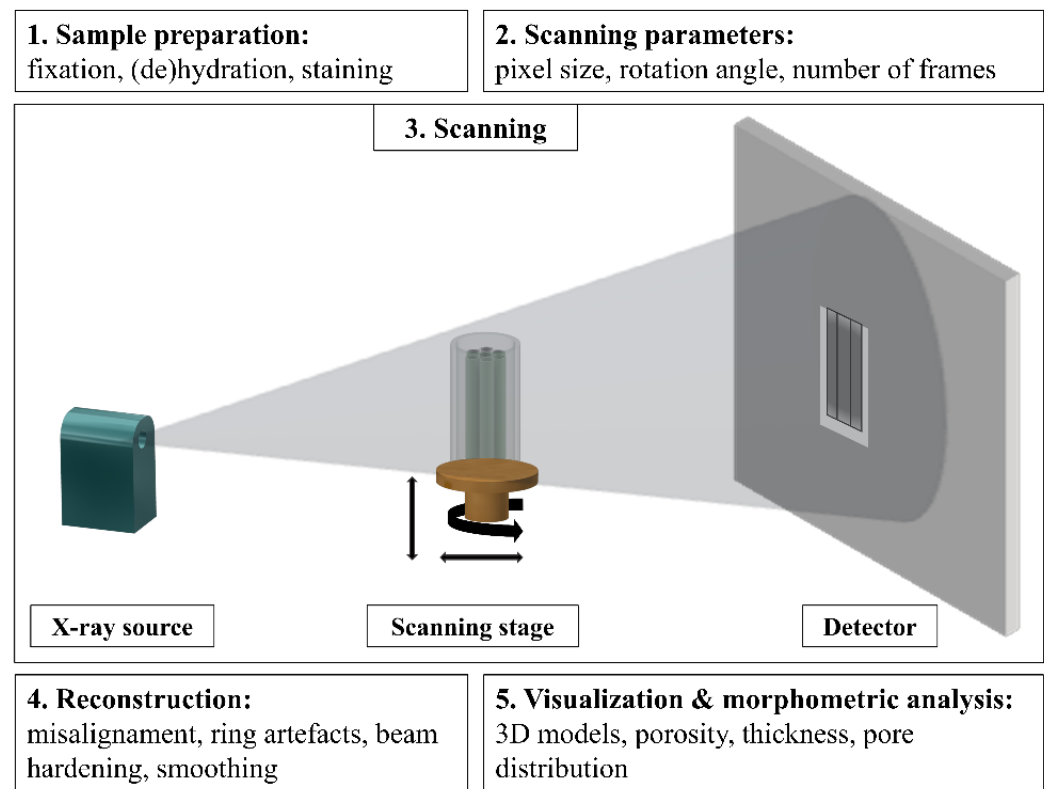 1. Sample preparation:
fixation, (de)hydration, staining
2. Scanning parameters:
pixel size, rotation angle, number of frames
3. Scanning
X-ray source
Scanning stage
Detector
4. Reconstruction:
misalignament, ring artefacts, beam
hardening, smoothing
5. Visualization & morphometric analysis:
3D models, porosity, thickness, pore
distribution